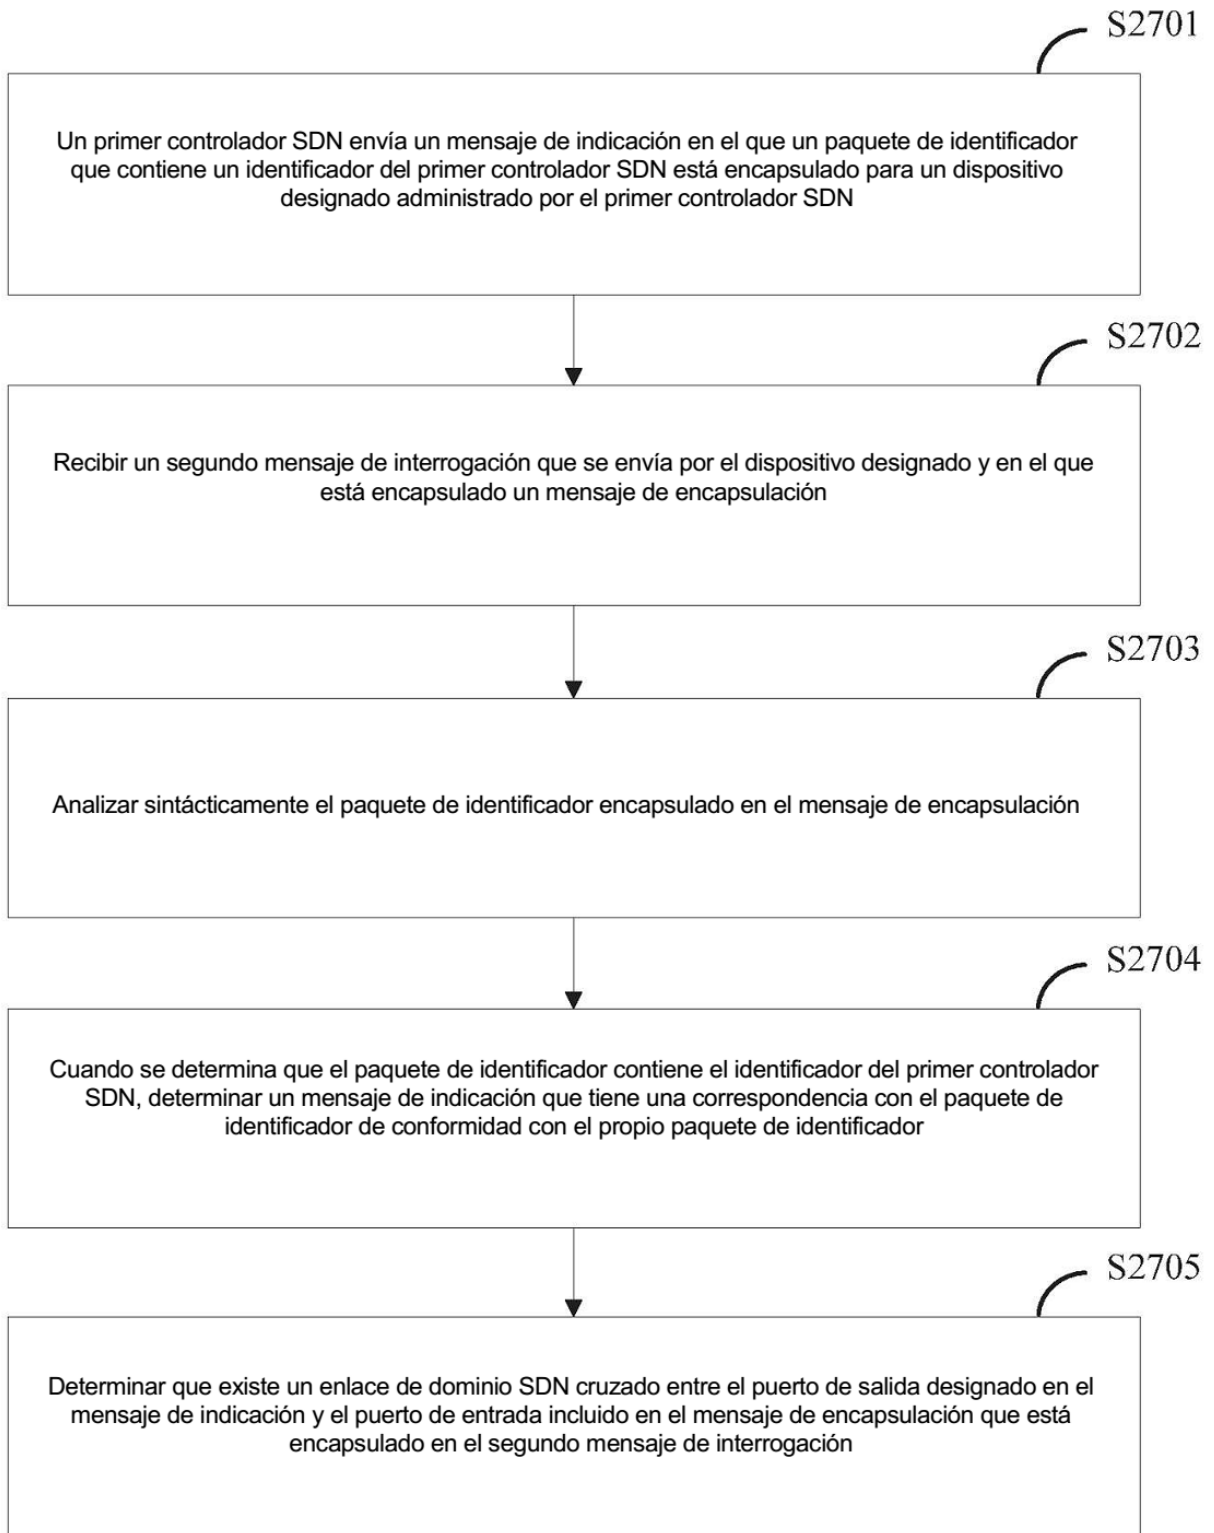 S2701
Un primer controlador SDN envía un mensaje de indicación en el que un paquete de identificador
que contiene un identificador del primer controlador SDN está encapsulado para un dispositivo
designado administrado por el primer controlador SDN
S2702
Recibir un segundo mensaje de interrogación que se envía por el dispositivo designado y en el que
está encapsulado un mensaje de encapsulación
S2703
Analizar sintácticamente el paquete de identificador encapsulado en el mensaje de encapsulación
S2704
Cuando se determina que el paquete de identificador contiene el identificador del primer controlador
SDN, determinar un mensaje de indicación que tiene una correspondencia con el paquete de
identificador de conformidad con el propio paquete de identificador
S2705
Determinar que existe un enlace de dominio SDN cruzado entre el puerto de salida designado en el
mensaje de indicación y el puerto de entrada incluido en el mensaje de encapsulación que está
encapsulado en el segundo mensaje de interrogación